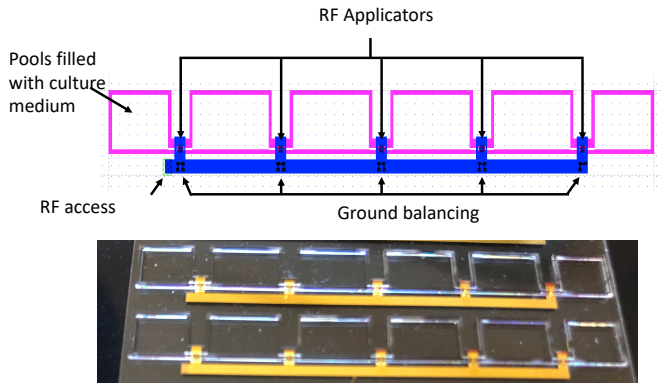 RF Applicators
Pools filled
with culture
medium
RF access
Ground balancing